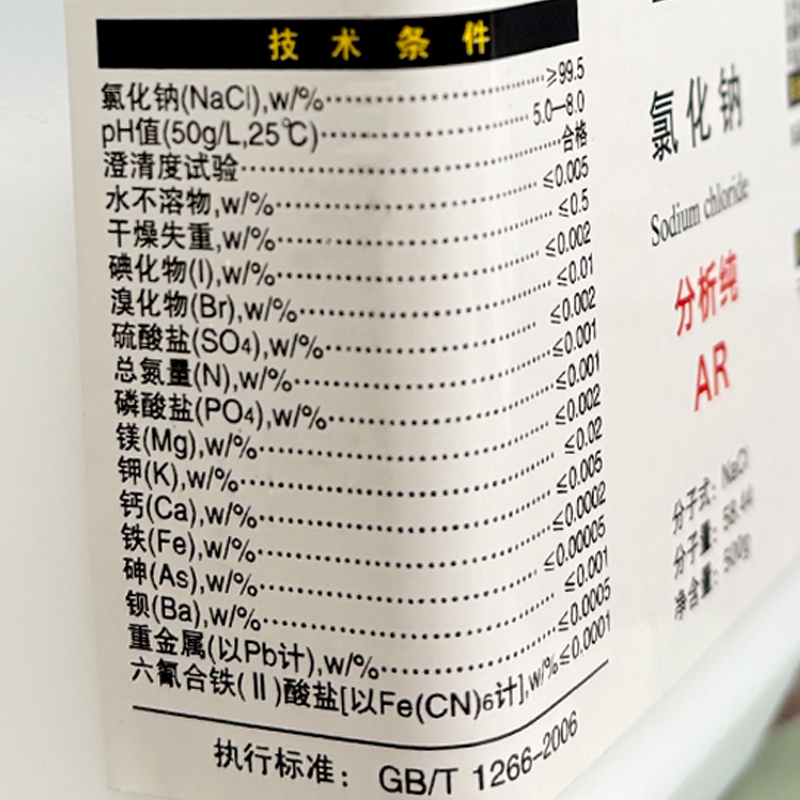 技术条件
氯化钠(NaCl),w/%⋯⋯⋯⋯≥99.5
pH值(50g/L,25℃)⋯⋯⋯⋯5.0—8.0
澄清度试验⋯⋯⋯⋯合格
水不溶物,w/%⋯⋯⋯⋯≤0.005
干燥失重,w/%⋯⋯⋯⋯≤0.5
碘化物(I),w/%⋯⋯⋯⋯≤0.002
溴化物(Br),w/%⋯⋯⋯⋯≤0.01
硫酸盐(SO4),w/%⋯⋯⋯⋯≤0.002
总氮量(N),w/%⋯⋯⋯⋯≤0.001
磷酸盐(PO4),w/%⋯⋯⋯⋯≤0.001
镁(Mg),w/%⋯⋯⋯⋯≤0.002
钾(K),w/%⋯⋯⋯⋯≤0.02
钙(Ca),w/%⋯⋯⋯⋯≤0.005
铁(Fe),w/%⋯⋯⋯⋯≤0.0002
砷(As),w/%⋯⋯⋯⋯≤0.00005
钡(Ba),w/%⋯⋯⋯⋯≤0.001
重金属(以Pb计),w/%⋯⋯⋯⋯≤0.0005
六氰合铁(Ⅱ)酸盐[以Fe(CN)6计],w/%≤0.0001
执行标准：GB/T 1266-2006
氯化钠
Sodium chloride
分析纯
AR
分子式：NaCl
分子量：58.44
净含量：500g